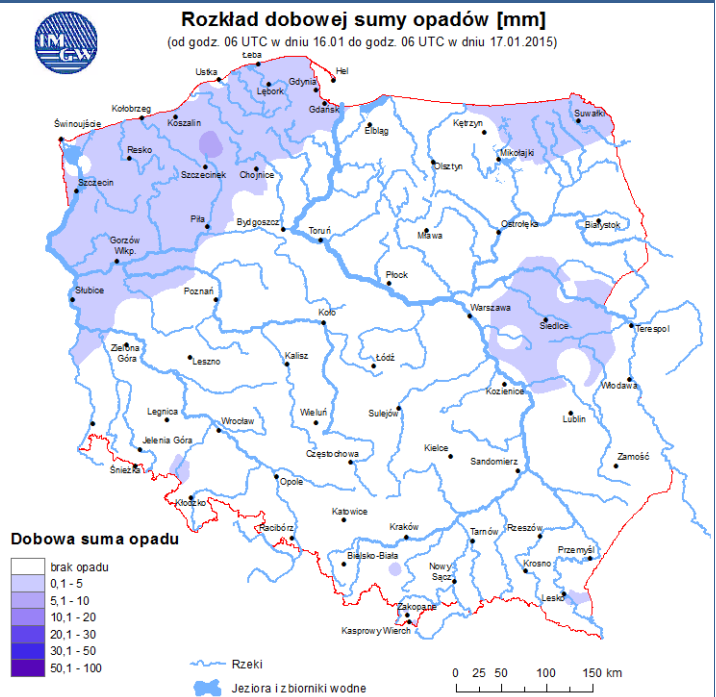 Rozkład dobowej sumy opadów [mm]
(od godz. 06 UTC w dniu 16.01 do godz. 06 UTC w dniu 17.01.2015)
IM
GW
Łeba
Ustka
Hel
Gdynia
Lębork
Gdańsk
Kołobrzeg
Koszalin
Świnoujście
Elbląg
Kętrzyn
Suwałki
Resko
Szczecinek
Chojnice
Olsztyn
Mikołajki
Szczecin
Piła
Bydgoszcz
Toruń
Mława
Ostrołęka
Białystok
Gorzów
Wlkp.
Płock
Słubice
Poznań
Koło
Warszawa
Siedlce
Terespol
Zielona
Góra
Leszno
Kalisz
Łódź
Kozienice
Włodawa
Legnica
Wrocław
Wieluń
Sulejów
Lublin
Jelenia Góra
Częstochowa
Kielce
Sandomierz
Zamość
Śnieżka
Opole
Kłodzko
Katowice
Racibórz
Kraków
Tarnów
Rzeszów
Przemyśl
Bielsko-Biała
Nowy
Sącz
Krosno
Lesko
Zakopane
Kasprowy Wierch
Dobowa suma opadu
brak opadu
0,1 - 5
5,1 - 10
10,1 - 20
20,1 - 30
30,1 - 50
50,1 - 100
Rzeki
Jeziora i zbiorniki wodne
0 25 50 100 150 km